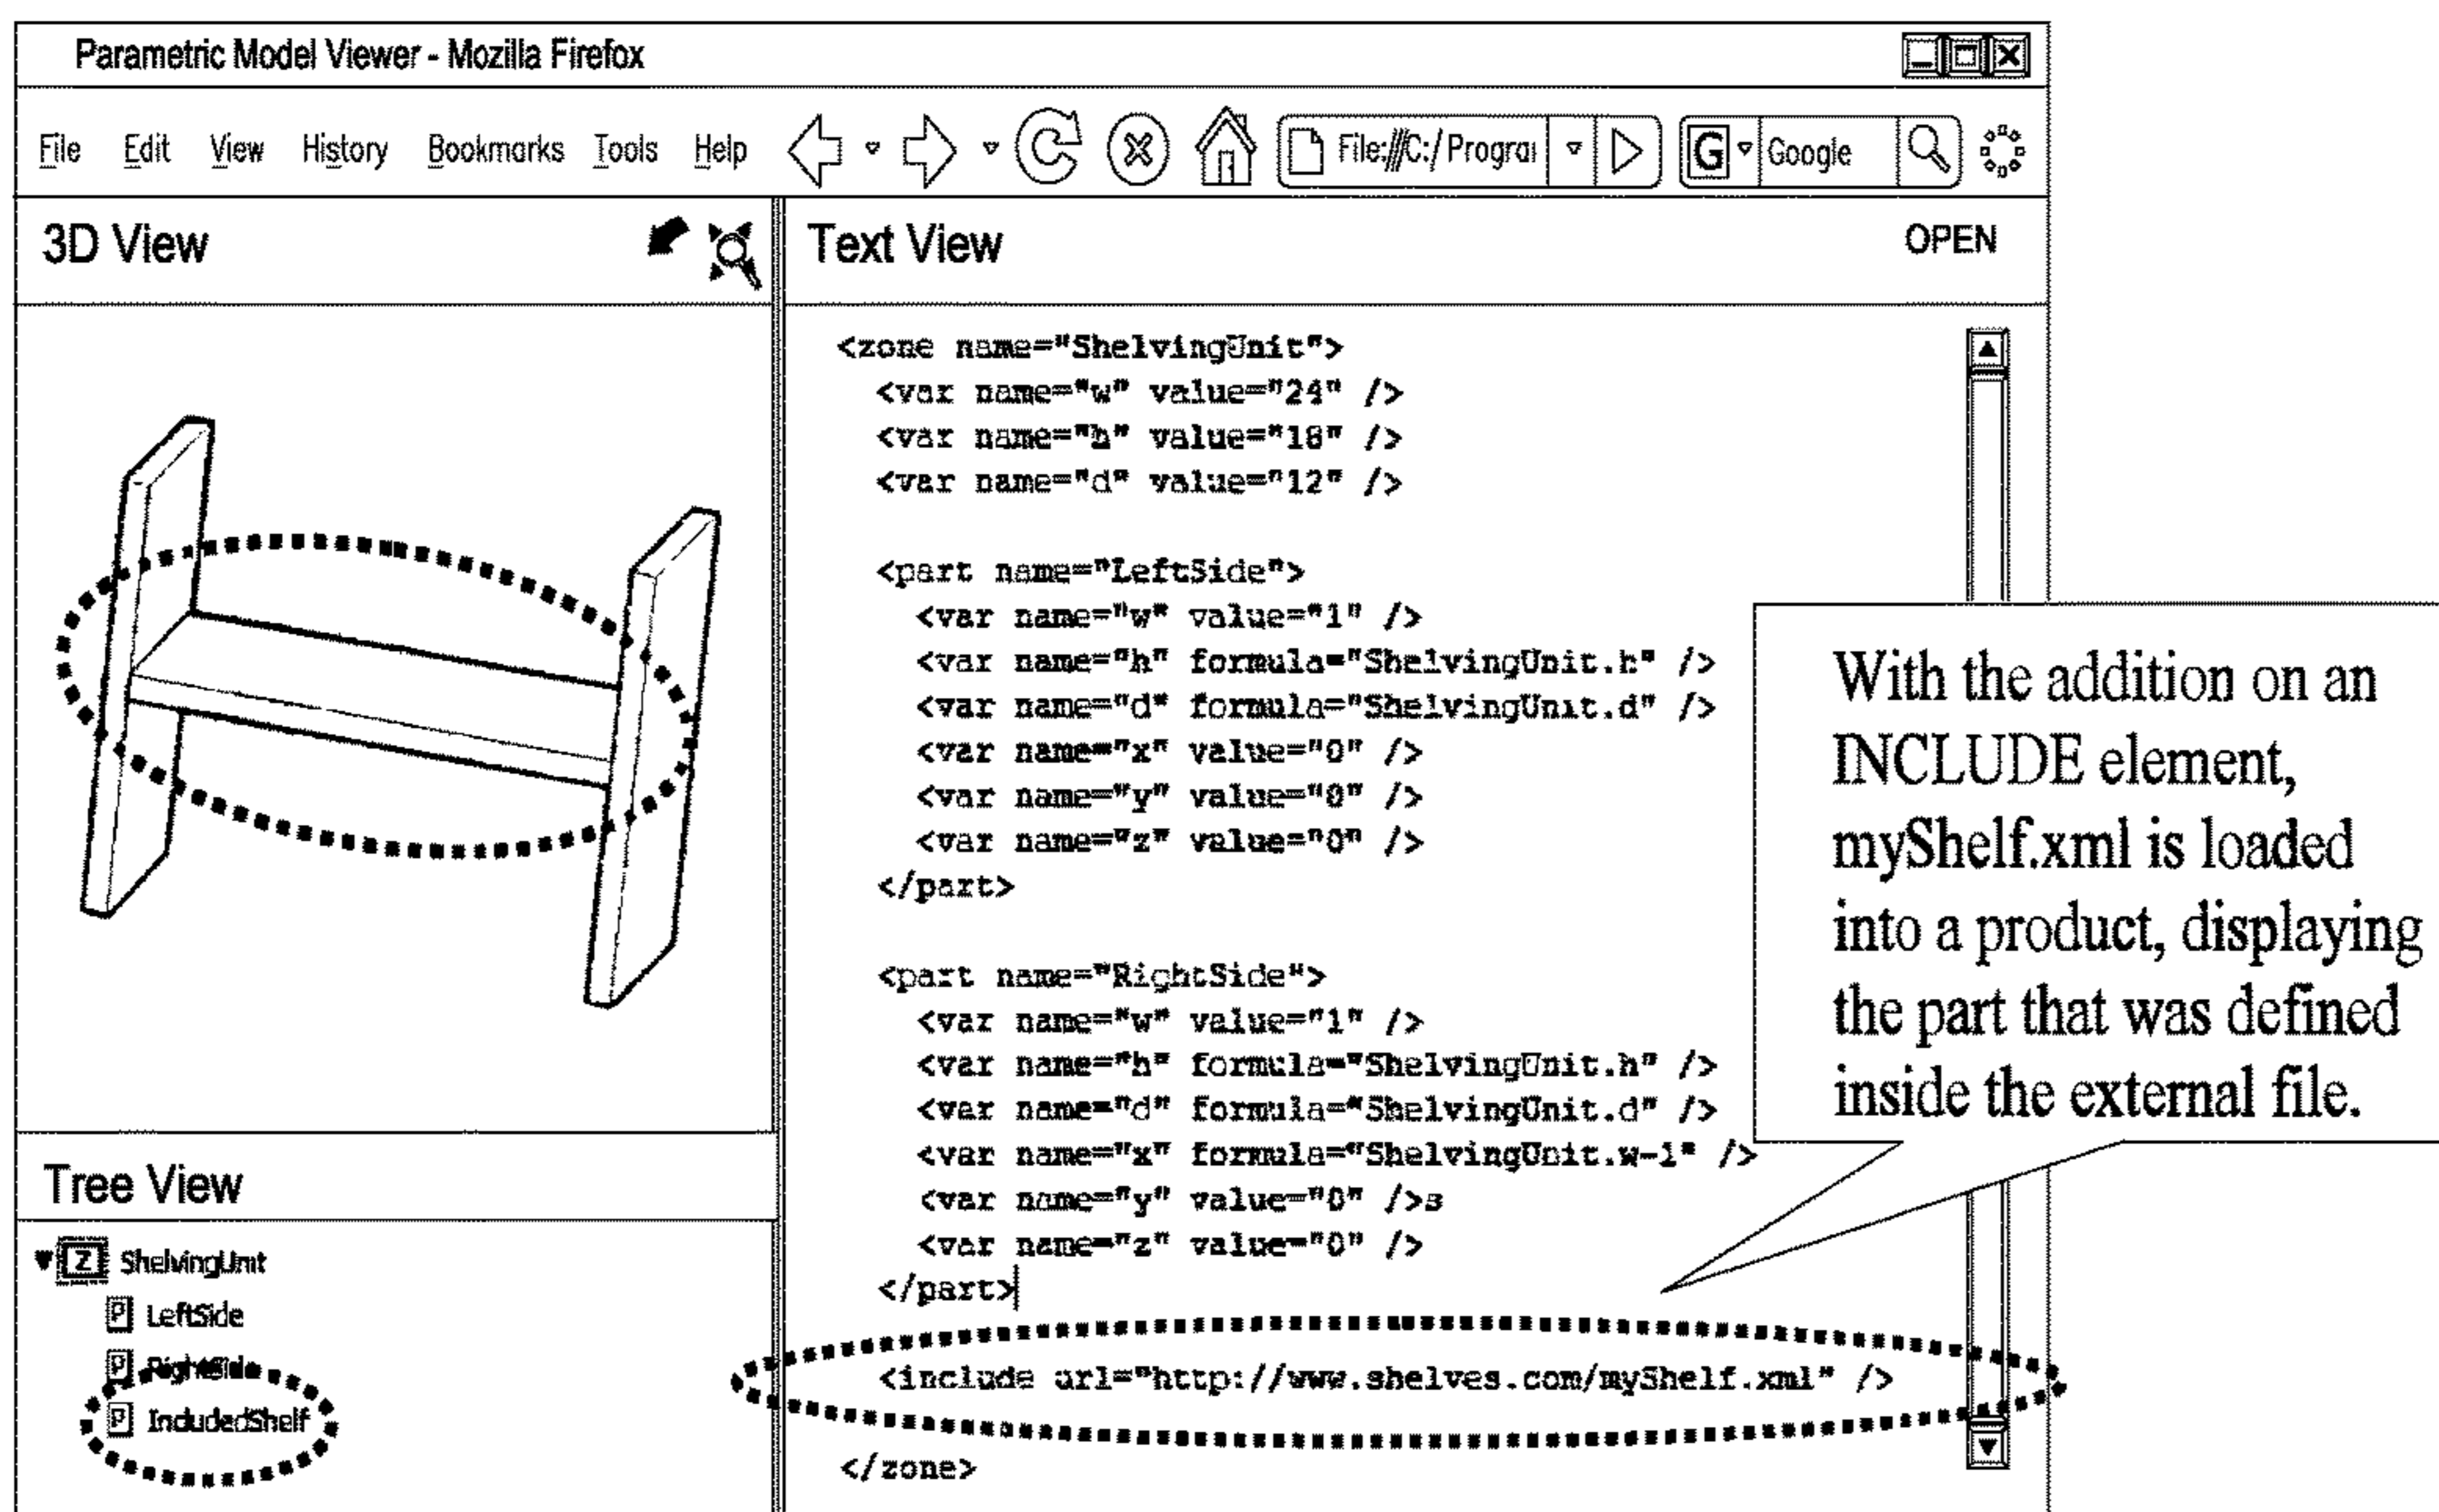 Parametric Model Viewer - Mozilla Firefox
File Edit View History Bookmarks Tools Help File:///C:/ Prograi G Google
3D View
Text View OPEN
<zone name="ShelvingUnit">
<var name="w" value="24" />
<var name="h" value="18" />
<var name="d" value="12" />
<part name="LeftSide">
<var name="w" value="1" />
<var name="h" formula="ShelvingUnit.h" />
<var name="d" formula="ShelvingUnit.d" />
<var name="x" value="0" />
<var name="y" value="0" />
<var name="z" value="0" />
</part>
<part name="RightSide">
<var name="w" value="1" />
<var name="h" formula="ShelvingUnit.h" />
<var name="d" formula="ShelvingUnit.d" />
<var name="x" formula="ShelvingUnit.w-1" />
<var name="y" value="0" />s
<var name="z" value="0" />
</part>
<include url="http://www.shelves.com/myShelf.xml" />
</zone>
With the addition on an
INCLUDE element,
myShelf.xml is loaded
into a product, displaying
the part that was defined
inside the external file.
Tree View
Z ShelvingUnit
P LeftSide
P RightSide
P IncludedShelf